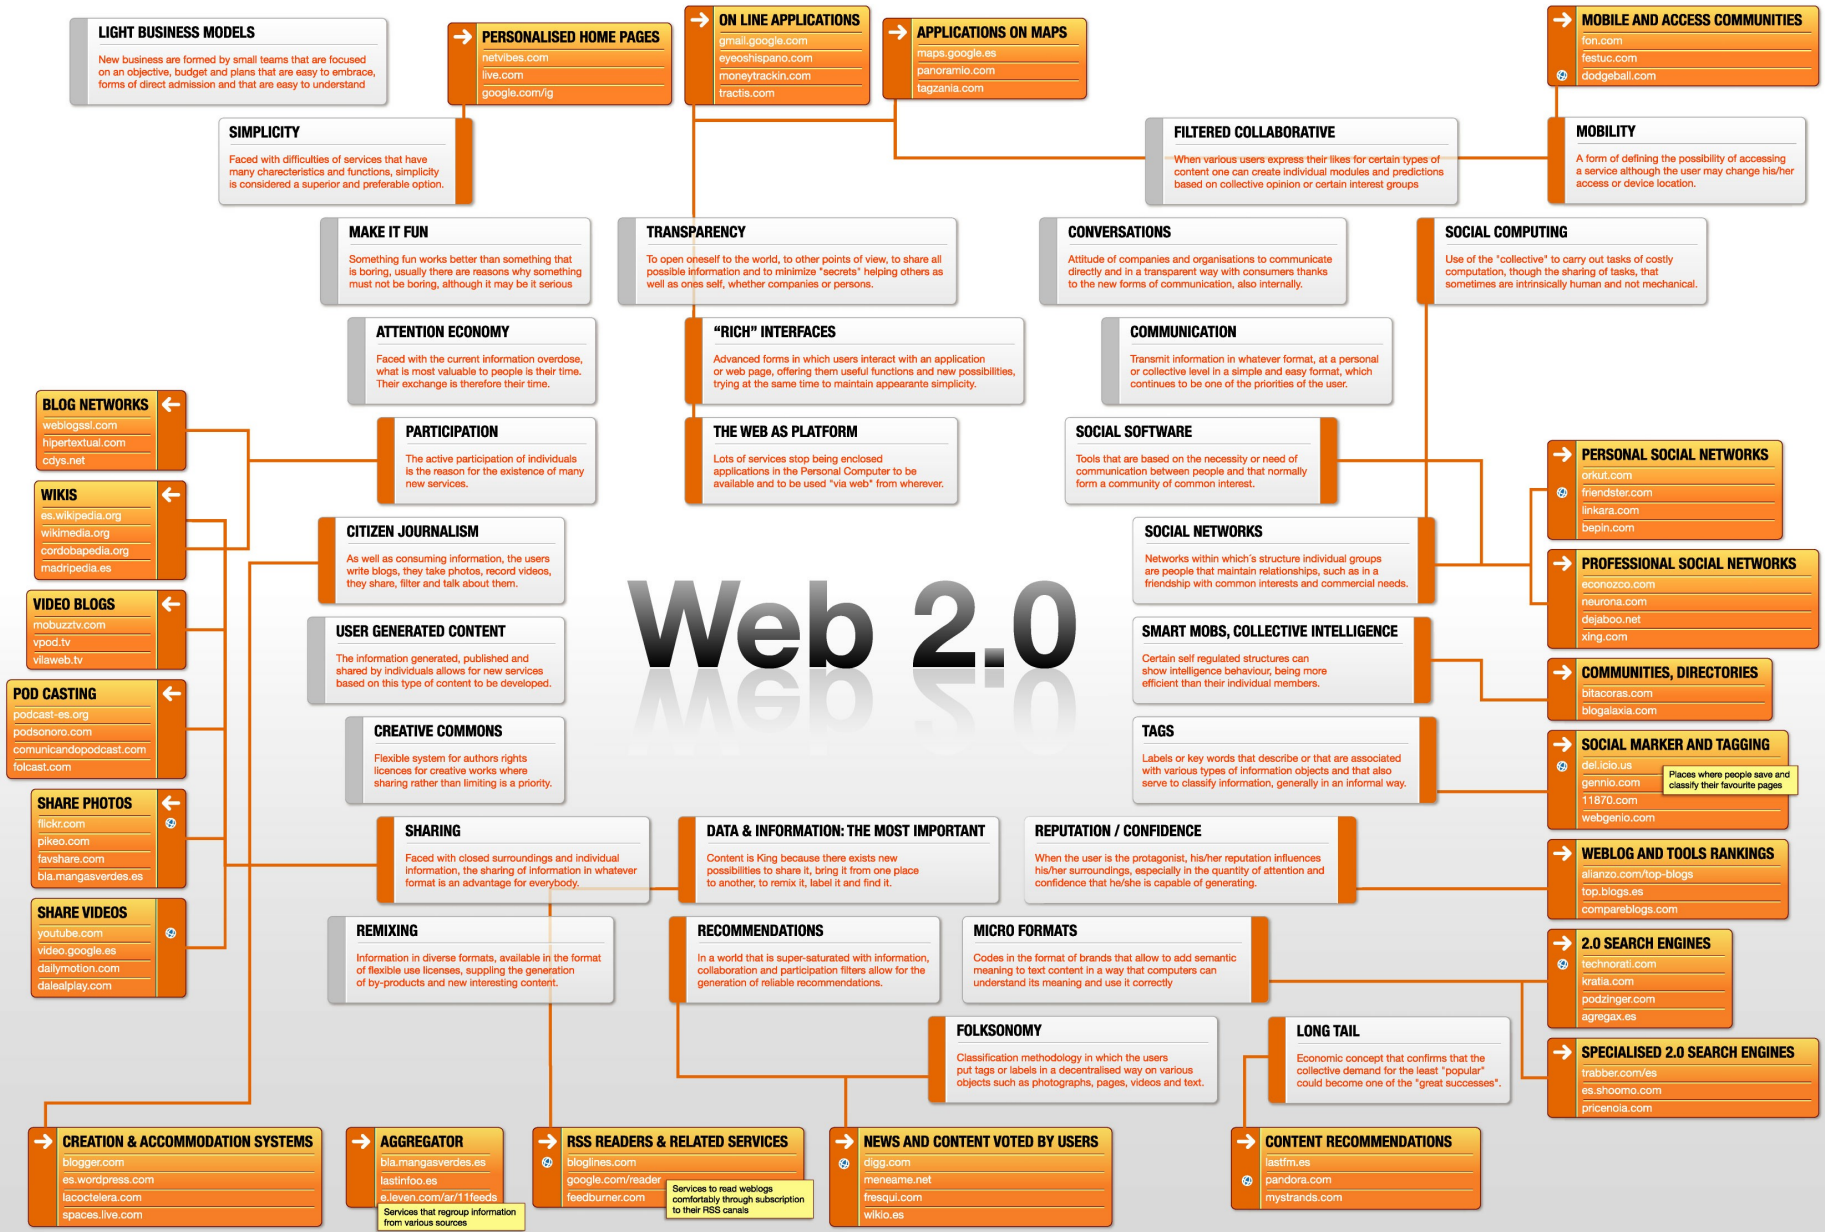 LIGHT BUSINESS MODELS
New business are formed by small teams that are focused
on an objective, budget and plans that are easy to embrace,
forms of direct admission and that are easy to understand
PERSONALISED HOME PAGES
netvibes.com
live.com
google.com/ig
ON LINE APPLICATIONS
gmail.google.com
eyeoshispano.com
moneytrackin.com
tractis.com
APPLICATIONS ON MAPS
maps.google.es
panoramio.com
tagzania.com
MOBILE AND ACCESS COMMUNITIES
fon.com
festuc.com
dodgeball.com
SIMPLICITY
Faced with difficulties of services that have
many charecteristics and functions, simplicity
is considered a superior and preferable option.
FILTERED COLLABORATIVE
When various users express their likes for certain types of
content one can create individual modules and predictions
based on collective opinion or certain interest groups
MOBILITY
A form of defining the possibility of accessing
a service although the user may change his/her
access or device location.
MAKE IT FUN
Something fun works better than something that
is boring, usually there are reasons why something
must not be boring, although it may be it serious
TRANSPARENCY
To open oneself to the world, to other points of view, to share all
possible information and to minimize "secrets" helping others as
well as ones self, whether companies or persons.
CONVERSATIONS
Attitude of companies and organisations to communicate
directly and in a transparent way with consumers thanks
to the new forms of communication, also internally.
SOCIAL COMPUTING
Use of the "collective" to carry out tasks of costly
computation, though the sharing of tasks, that
sometimes are intrinsically human and not mechanical.
ATTENTION ECONOMY
Faced with the current information overdose,
what is most valuable to people is their time.
Their exchange is therefore their time.
“RICH” INTERFACES
Advanced forms in which users interact with an application
or web page, offering them useful functions and new possibilities,
trying at the same time to maintain appearante simplicity.
COMMUNICATION
Transmit information in whatever format, at a personal
or collective level in a simple and easy format, which
continues to be one of the priorities of the user.
BLOG NETWORKS
weblogssl.com
hipertextual.com
cdys.net
PARTICIPATION
The active participation of individuals
is the reason for the existence of many
new services.
THE WEB AS PLATFORM
Lots of services stop being enclosed
applications in the Personal Computer to be
available and to be used "via web" from wherever.
SOCIAL SOFTWARE
Tools that are based on the necessity or need of
communication between people and that normally
form a community of common interest.
PERSONAL SOCIAL NETWORKS
orkut.com
friendster.com
linkara.com
bepin.com
WIKIS
es.wikipedia.org
wikimedia.org
cordobapedia.org
madripedia.es
CITIZEN JOURNALISM
As well as consuming information, the users
write blogs, they take photos, record videos,
they share, filter and talk about them.
SOCIAL NETWORKS
Networks within which´s structure individual groups
are people that maintain relationships, such as in a
friendship with common interests and commercial needs.
PROFESSIONAL SOCIAL NETWORKS
econozco.com
neurona.com
dejaboo.net
xing.com
Web 2.0
VIDEO BLOGS
mobuzztv.com
vpod.tv
vilaweb.tv
USER GENERATED CONTENT
The information generated, published and
shared by individuals allows for new services
based on this type of content to be developed.
SMART MOBS, COLLECTIVE INTELLIGENCE
Certain self regulated structures can
show intelligence behaviour, being more
efficient than their individual members.
COMMUNITIES, DIRECTORIES
bitacoras.com
blogalaxia.com
POD CASTING
podcast-es.org
podsonoro.com
comunicandopodcast.com
folcast.com
CREATIVE COMMONS
Flexible system for authors rights
licences for creative works where
sharing rather than limiting is a priority.
TAGS
Labels or key words that describe or that are associated
with various types of information objects and that also
serve to classify information, generally in an informal way.
SOCIAL MARKER AND TAGGING
del.icio.us
gennio.com
11870.com
webgenio.com
Places where people save and
classify their favourite pages
SHARE PHOTOS
flickr.com
pikeo.com
favshare.com
bla.mangasverdes.es
SHARING
Faced with closed surroundings and individual
information, the sharing of information in whatever
format is an advantage for everybody.
DATA & INFORMATION: THE MOST IMPORTANT
Content is King because there exists new
possibilities to share it, bring it from one place
to another, to remix it, label it and find it.
REPUTATION / CONFIDENCE
When the user is the protagonist, his/her reputation influences
his/her surroundings, especially in the quantity of attention and
confidence that he/she is capable of generating.
WEBLOG AND TOOLS RANKINGS
alianzo.com/top-blogs
top.blogs.es
compareblogs.com
SHARE VIDEOS
youtube.com
video.google.es
dailymotion.com
dalealplay.com
REMIXING
Information in diverse formats, available in the format
of flexible use licenses, suppling the generation
of by-products and new interesting content.
RECOMMENDATIONS
In a world that is super-saturated with information,
collaboration and participation filters allow for the
generation of reliable recommendations.
MICRO FORMATS
Codes in the format of brands that allow to add semantic
meaning to text content in a way that computers can
understand its meaning and use it correctly
2.0 SEARCH ENGINES
technorati.com
kratia.com
podzinger.com
agregax.es
FOLKSONOMY
Classification methodology in which the users
put tags or labels in a decentralised way on various
objects such as photographs, pages, videos and text.
LONG TAIL
Economic concept that confirms that the
collective demand for the least "popular"
could become one of the "great successes".
SPECIALISED 2.0 SEARCH ENGINES
trabber.com/es
es.shoomo.com
pricenoia.com
CREATION & ACCOMMODATION SYSTEMS
blogger.com
es.wordpress.com
lacoctelera.com
spaces.live.com
AGGREGATOR
bla.mangasverdes.es
lastinfoo.es
e.leven.com/ar/11feeds
Services that regroup information
from various sources
RSS READERS & RELATED SERVICES
bloglines.com
google.com/reader
feedburner.com
Services to read weblogs
comfortably through subscription
to their RSS canals
NEWS AND CONTENT VOTED BY USERS
digg.com
meneame.net
fresqui.com
wikio.es
CONTENT RECOMMENDATIONS
lastfm.es
pandora.com
mystrands.com